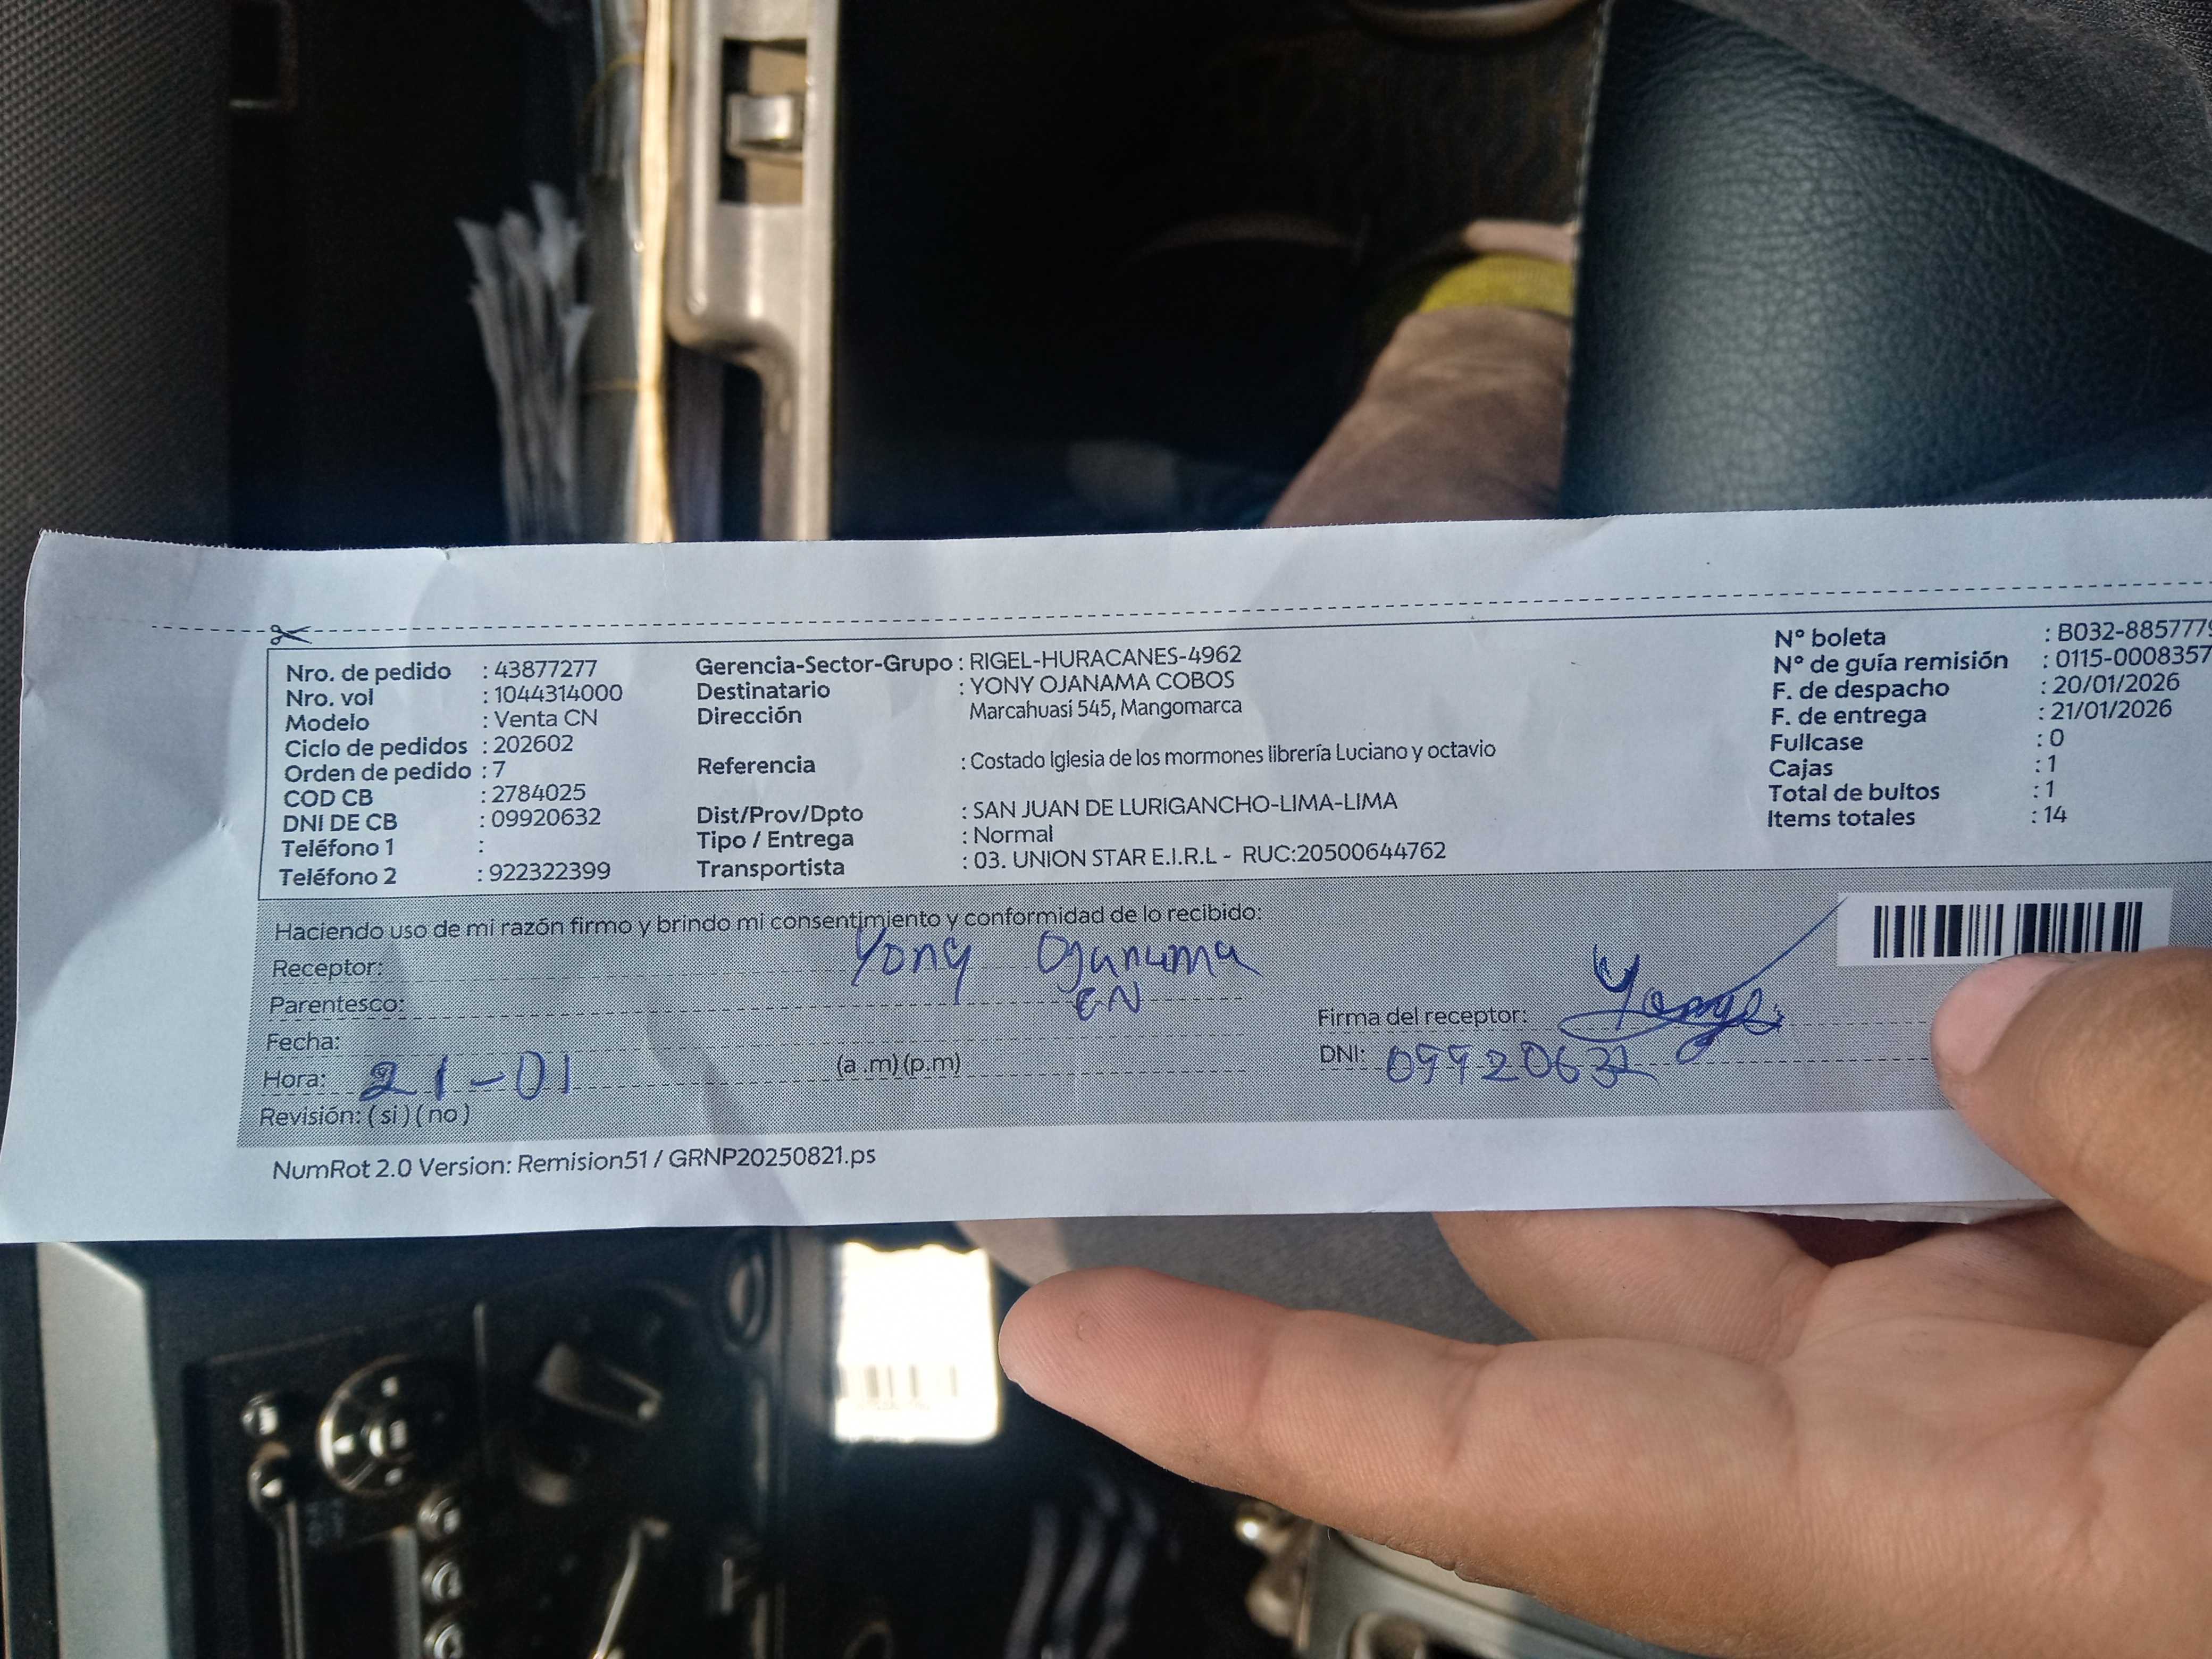 Nro. de pedido : 43877277
Nro. vol : 1044314000
Modelo : Venta CN
Ciclo de pedidos : 202602
Orden de pedido : 7
COD CB : 2784025
DNI DE CB : 09920632
Teléfono 1 :
Teléfono 2 : 922322399
Gerencia-Sector-Grupo : RIGEL-HURACANES-4962
Destinatario : YONY OJANAMA COBOS
Dirección Marcahuasi 545, Mangomarca
Referencia : Costado Iglesia de los mormones librería Luciano y octavio
Dist/Prov/Dpto : SAN JUAN DE LURIGANCHO-LIMA-LIMA
Tipo / Entrega : Normal
Transportista : 03. UNION STAR E.I.R.L - RUC:20500644762
Nº boleta : B032-885777
Nº de guía remisión : 0115-0008357
F. de despacho : 20/01/2026
F. de entrega : 21/01/2026
Fullcase : 0
Cajas : 1
Total de bultos : 1
Items totales : 14
Haciendo uso de mi razón firmo y brindo mi consentimiento y conformidad de lo recibido:
Receptor: Yony Ojanama
Parentesco: CN
Fecha:
Hora: 21-01 (a .m) (p.m)
Revisión: ( si ) ( no )
Firma del receptor:
DNI: 09920632
NumRot 2.0 Version: Remision51 / GRNP20250821.ps